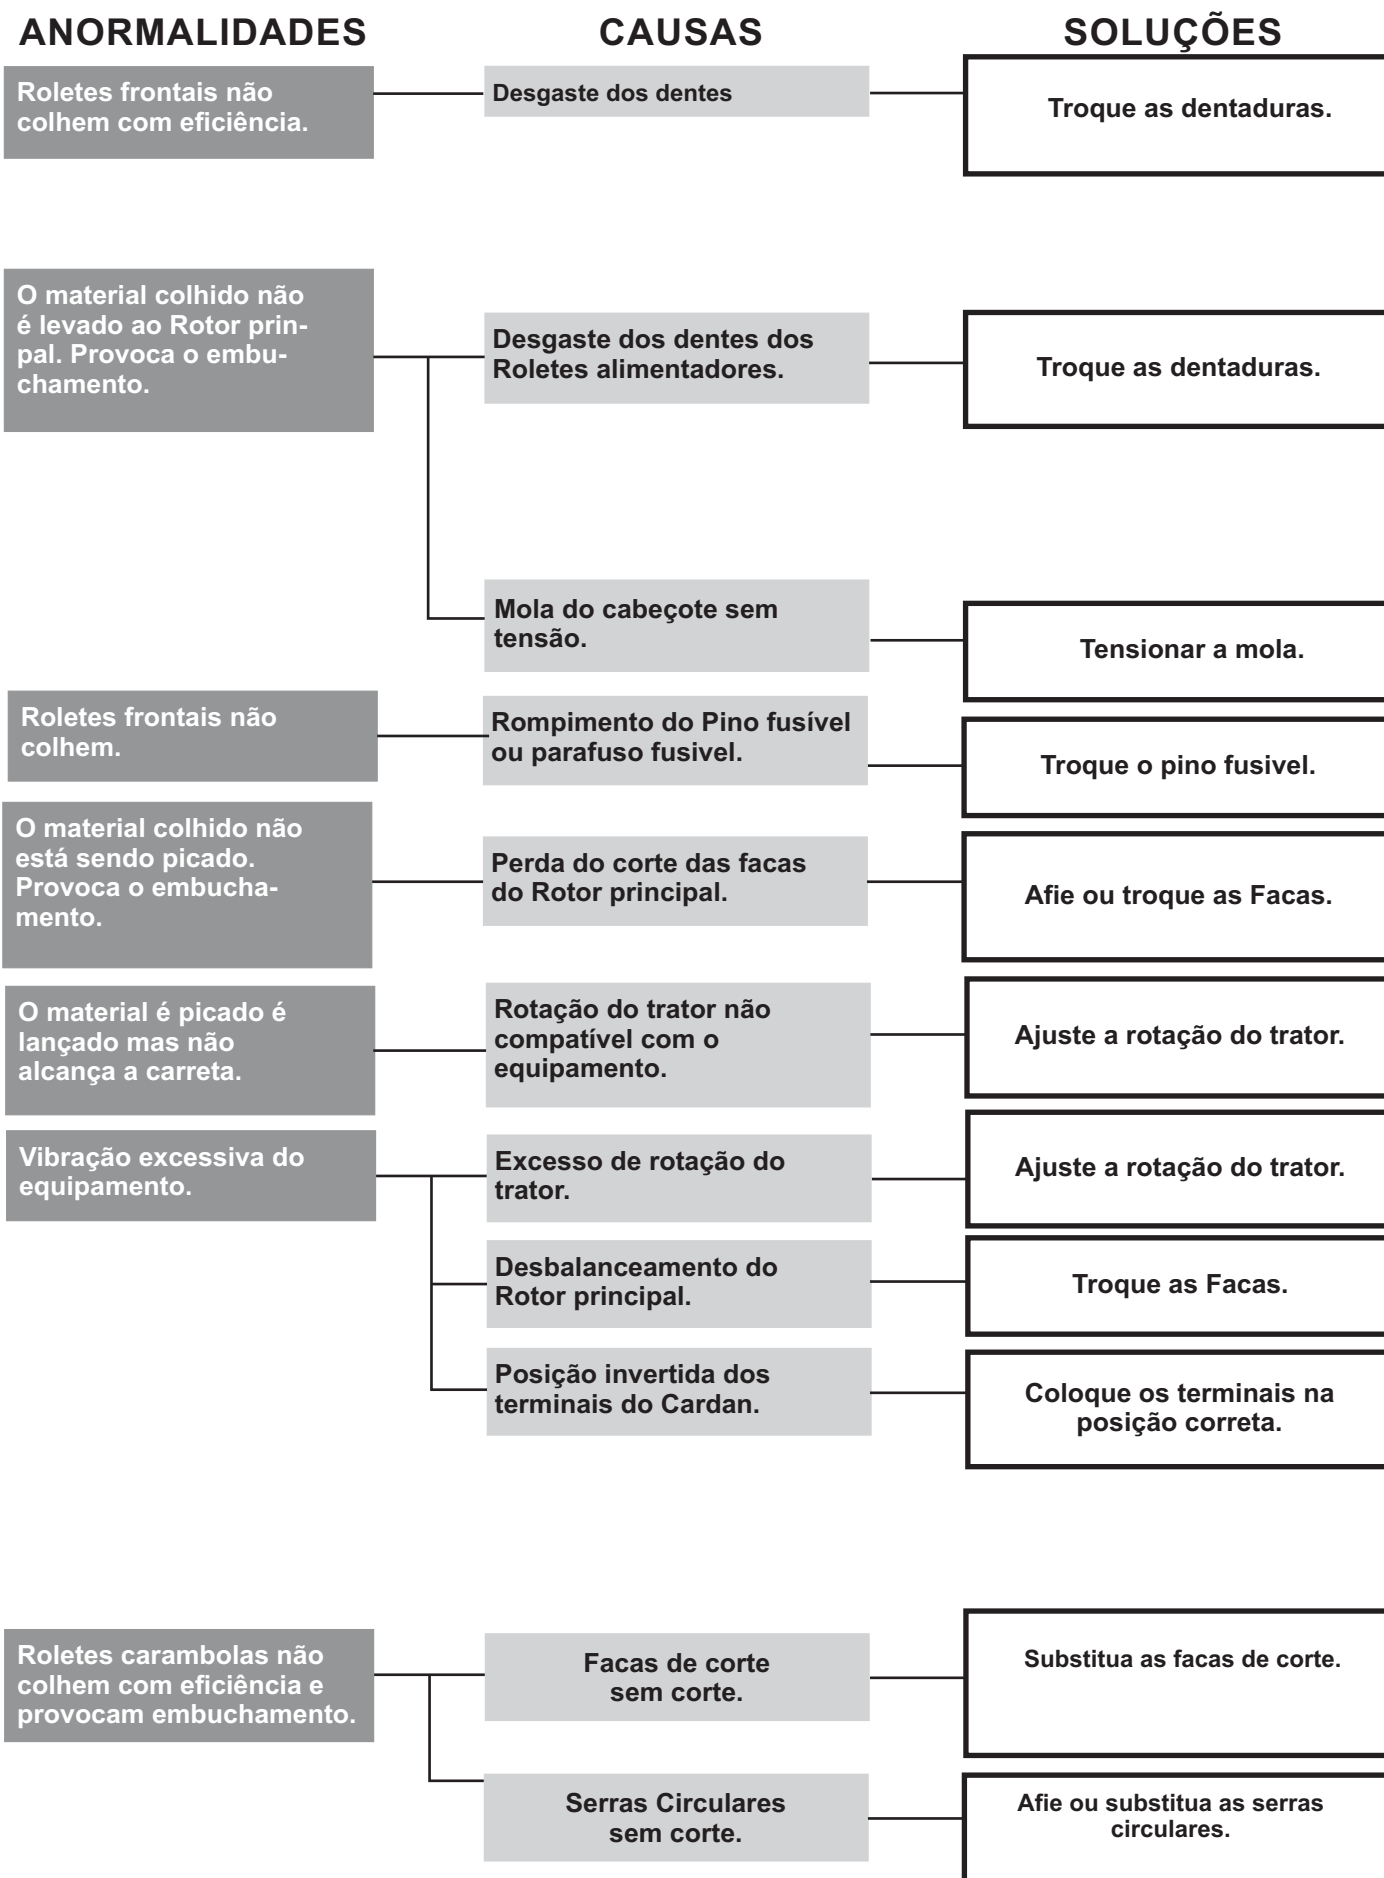 ANORMALIDADES CAUSAS SOLUÇÕES
Roletes frontais não
colhem com eficiência.
Desgaste dos dentes
Troque as dentaduras.
O material colhido não
é levado ao Rotor prin-
pal. Provoca o embu-
chamento.
Desgaste dos dentes dos
Roletes alimentadores.
Troque as dentaduras.
Mola do cabeçote sem
tensão.
Tensionar a mola.
Roletes frontais não
colhem.
Rompimento do Pino fusível
ou parafuso fusivel.
Troque o pino fusivel.
O material colhido não
está sendo picado.
Provoca o embucha-
mento.
Perda do corte das facas
do Rotor principal.
Afie ou troque as Facas.
O material é picado é
lançado mas não
alcança a carreta.
Rotação do trator não
compatível com o
equipamento.
Ajuste a rotação do trator.
Vibração excessiva do
equipamento.
Excesso de rotação do
trator.
Ajuste a rotação do trator.
Desbalanceamento do
Rotor principal.
Troque as Facas.
Posição invertida dos
terminais do Cardan.
Coloque os terminais na
posição correta.
Roletes carambolas não
colhem com eficiência e
provocam embuchamento.
Facas de corte
sem corte.
Substitua as facas de corte.
Serras Circulares
sem corte.
Afie ou substitua as serras
circulares.